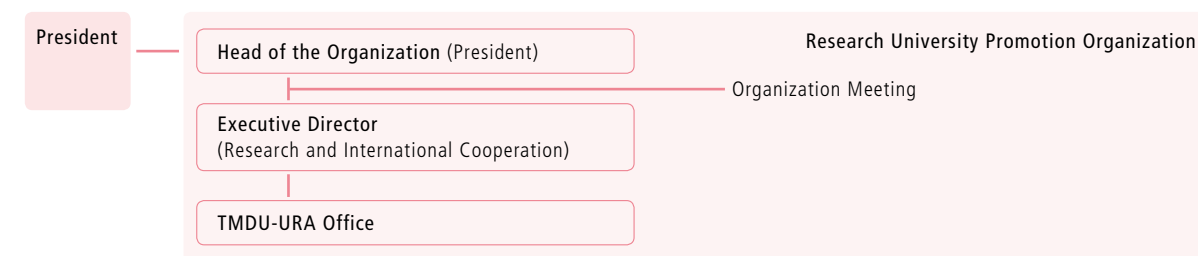 President
Research University Promotion Organization
Head of the Organization (President)
Organization Meeting
Executive Director
(Research and International Cooperation)
TMDU-URA Office